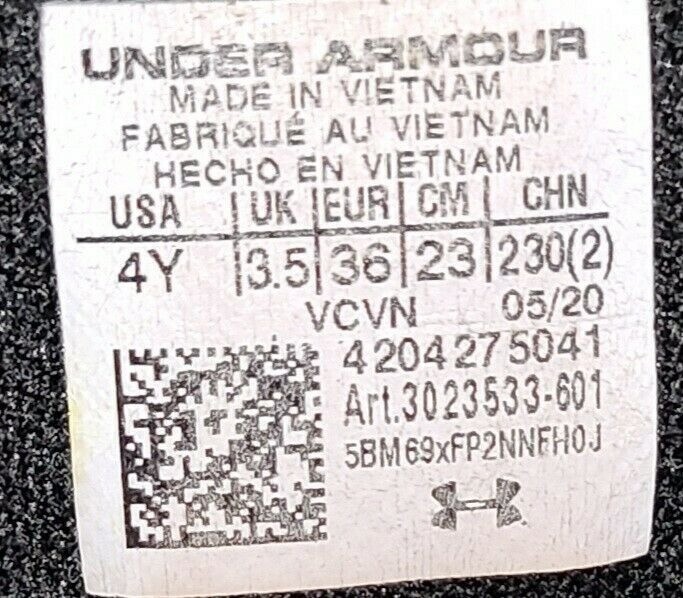 UNDER ARMOUR
MADE IN VIETNAM
FABRIQUÉ AU VIETNAM
HECHO EN VIETNAM
USA | UK | EUR | CM | CHN
4Y | 3.5 | 36 | 23 | 230(2)
VCVN 05/20
4204275041
Art.3023533-601
5BM69xFP2NNFH0J